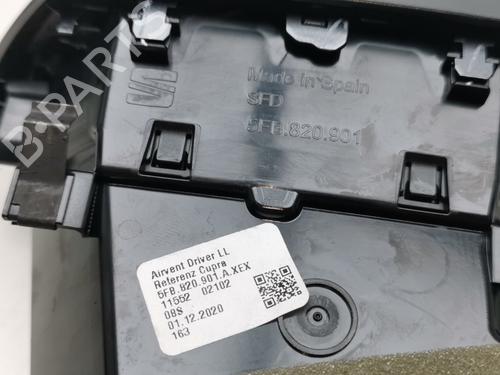 B-PARTS
Made in Spain
SFD
5FB.820.901
Airvent Driver LL
Referenz Cupra
5FB.820.901.A.XEX
11562 02102
08S
01.12.2020
163